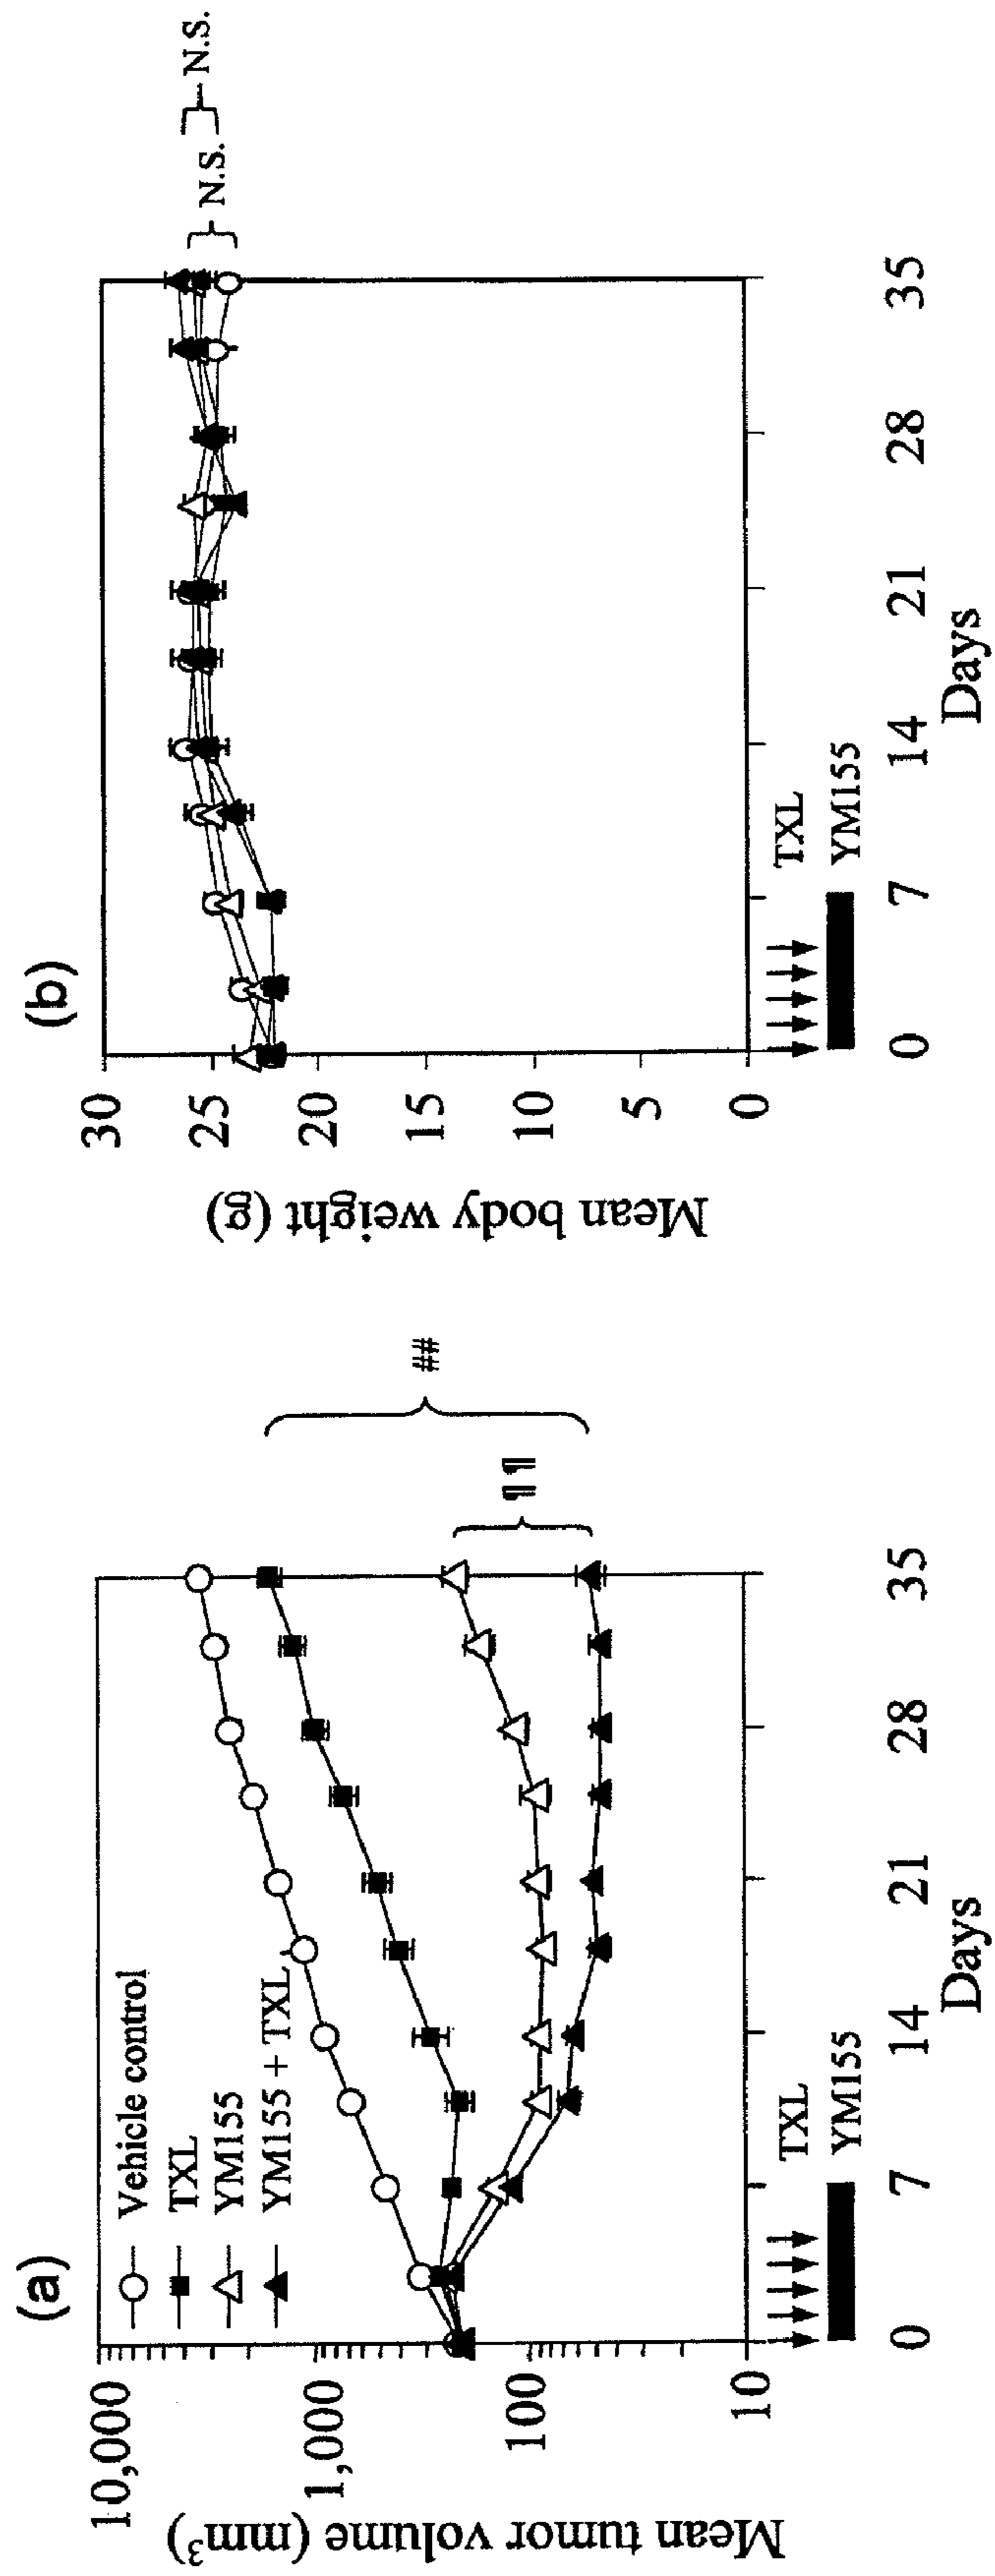 (a)
Mean tumor volume (mm³)
10,000
1,000
100
10
Vehicle control
TXL
YM155
YM155 + TXL
##
¶¶
TXL
YM155
0 7 14 21 28 35
Days
(b)
Mean body weight (g)
30
25
20
15
10
5
0
N.S.
N.S.
TXL
YM155
0 7 14 21 28 35
Days